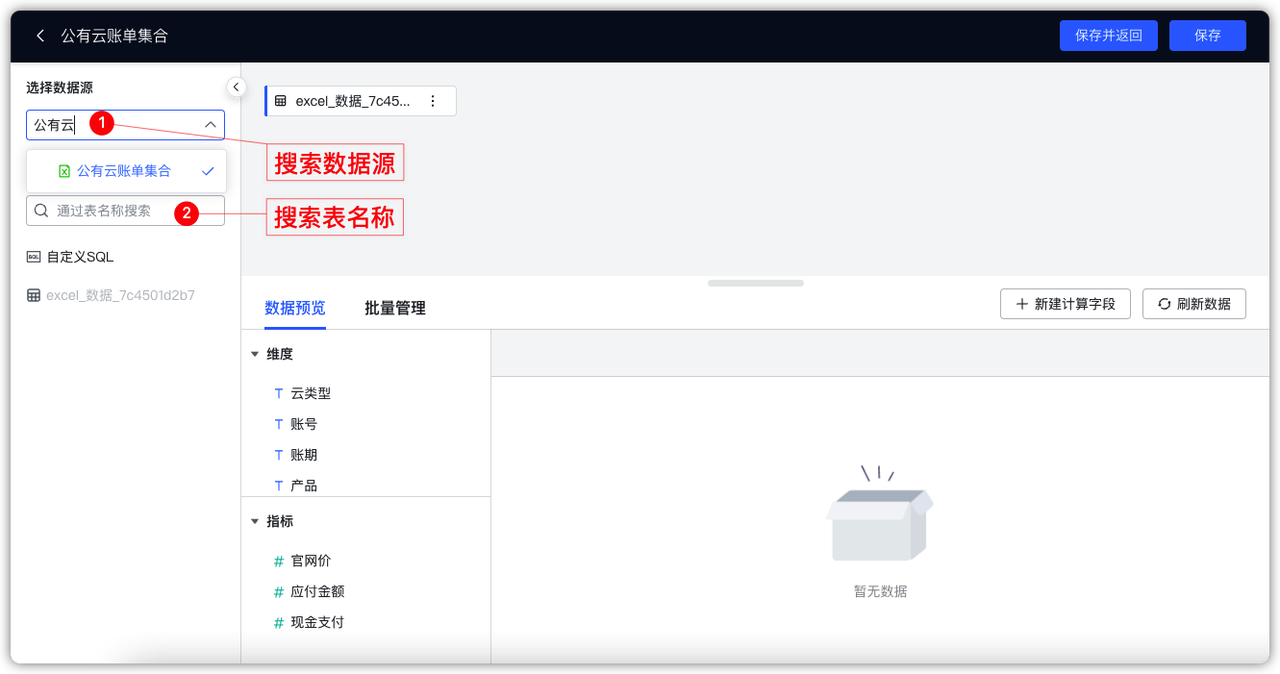 公有云账单集合
保存并返回
保存
选择数据源
公有云
1
公有云账单集合
通过表名称搜索
2
自定义SQL
excel_数据_7c4501d2b7
excel_数据_7c450...
搜索数据源
搜索表名称
数据预览
批量管理
新建计算字段
刷新数据
维度
T 云类型
T 账号
T 账期
T 产品
指标
# 官网价
# 应付金额
# 现金支付
暂无数据